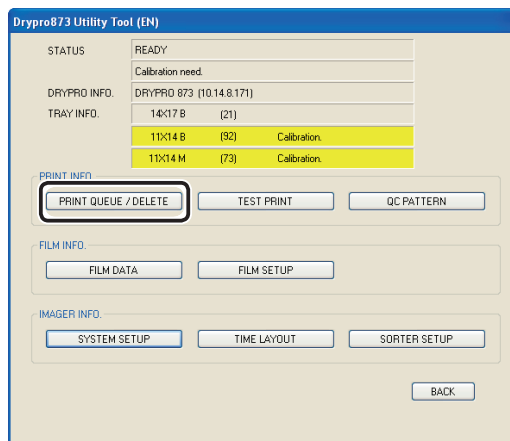 Drypro873 Utility Tool (EN)
STATUS READY
Calibration need.
DRYPRO INFO. DRYPRO 873 (10.14.8.171)
TRAY INFO. 14X17 B (21)
11X14 B (92) Calibration.
11X14 M (73) Calibration.
PRINT INFO.
PRINT QUEUE / DELETE TEST PRINT QC PATTERN
FILM INFO.
FILM DATA FILM SETUP
IMAGER INFO.
SYSTEM SETUP TIME LAYOUT SORTER SETUP
BACK